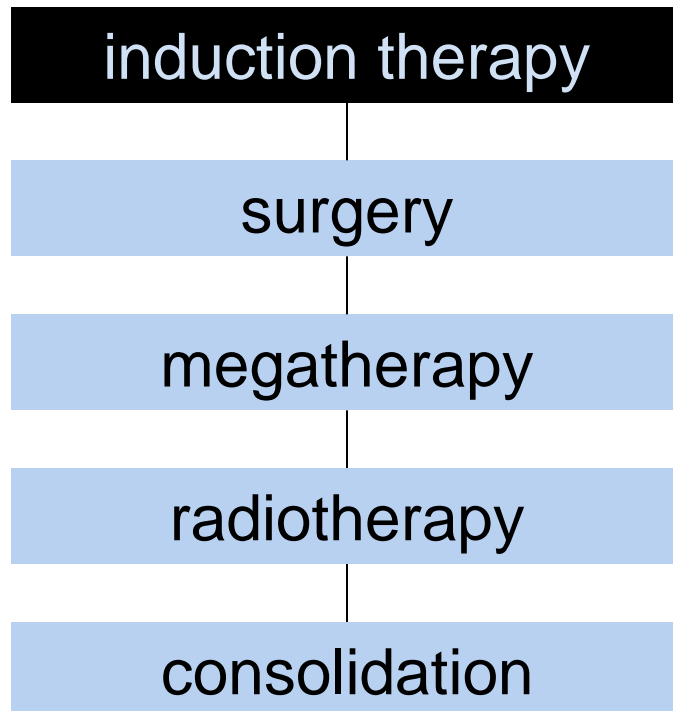 induction therapy
surgery
megatherapy
radiotherapy
consolidation